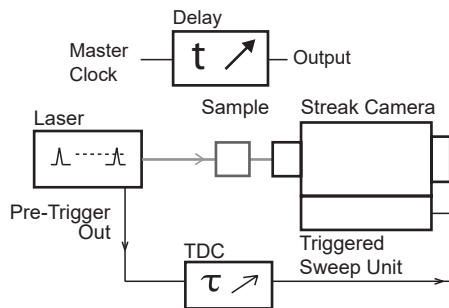 Delay
Master
Clock
t
Output
Sample
Streak Camera
Laser
Pre-Trigger
Out
TDC
τ
Triggered
Sweep Unit